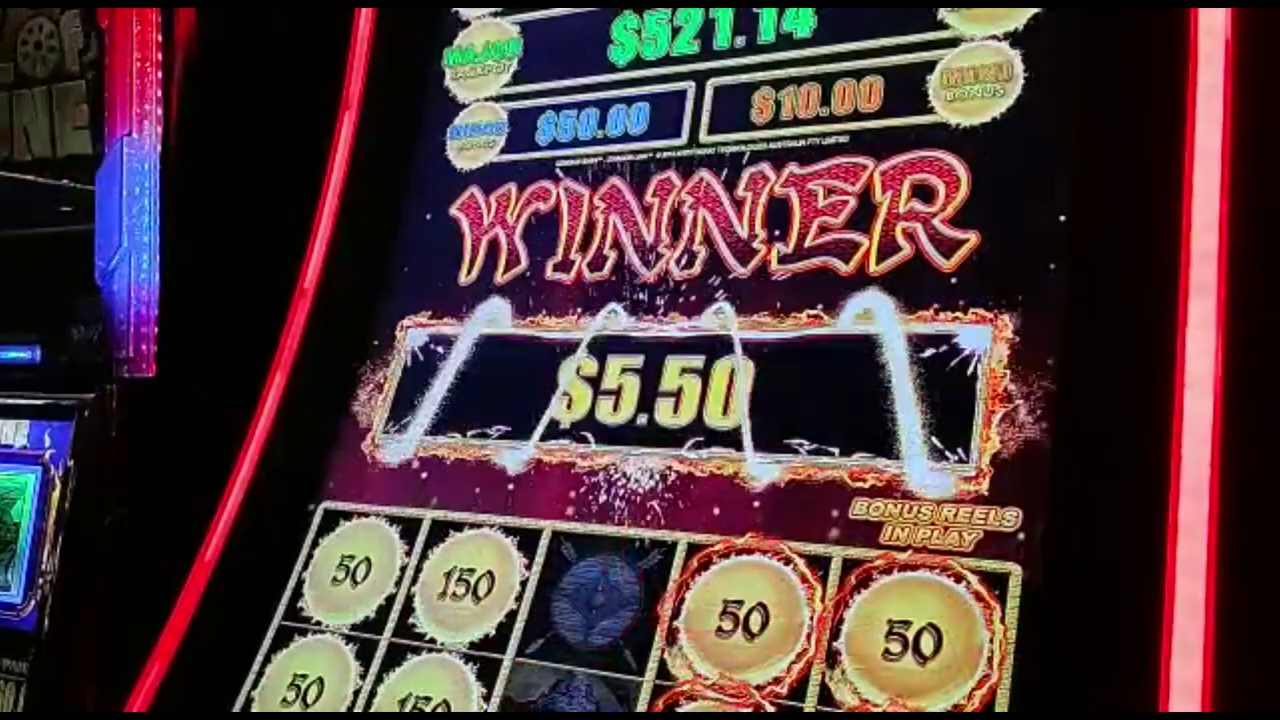 MAJOR
JACKPOT
$521.14
MINOR
$50.00
$10.00
BONUS
WINNER
$5.50
BONUS REELS
IN PLAY
50
150
50
50
50
150